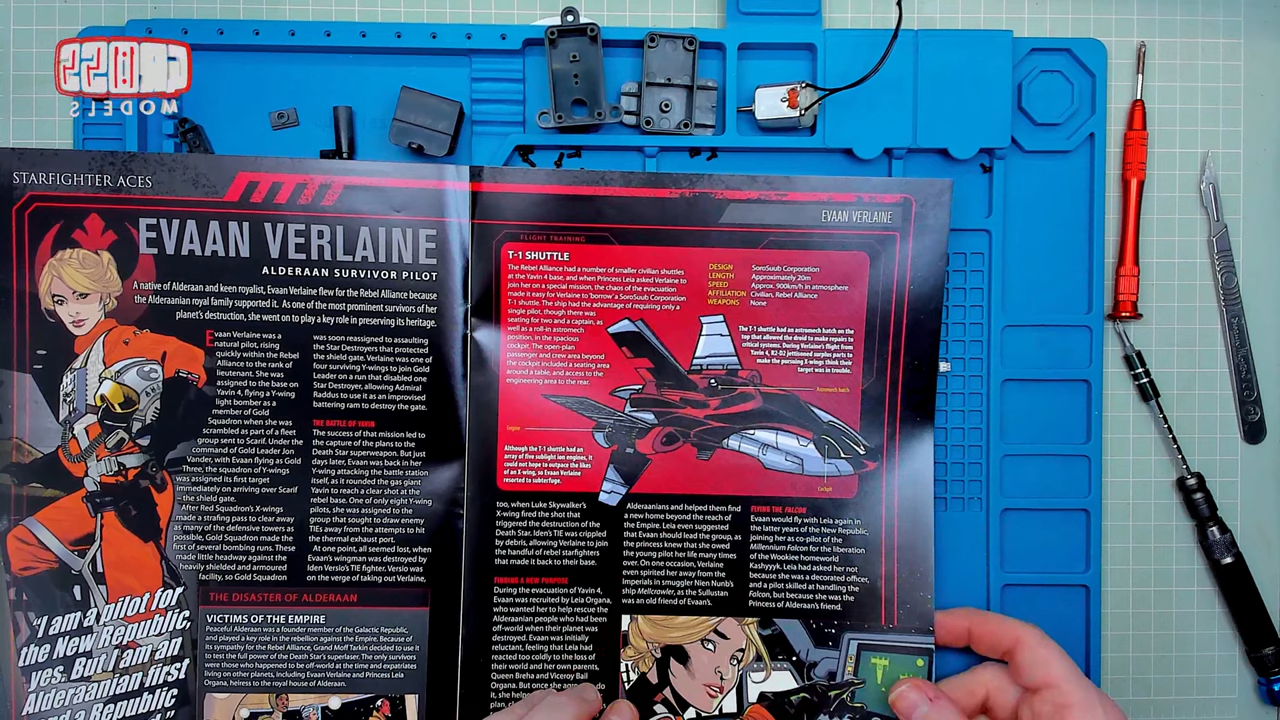 CROSS
MODELS
STARFIGHTER ACES
EVAAN VERLAINE
ALDERAAN SURVIVOR PILOT
A native of Alderaan and keen royalist, Evaan Verlaine flew for the Rebel Alliance because
the Alderaanian royal family supported it. As one of the most prominent survivors of her
planet's destruction, she went on to play a key role in preserving its heritage.
Evaan Verlaine was a
natural pilot, rising
quickly within the Rebel
Alliance to the rank of
lieutenant. She was
assigned to the base on
Yavin 4, flying a Y-wing
light bomber as a
member of Gold
Squadron when she was
scrambled as part of a fleet
group sent to Scarif. Under the
command of Gold Leader Jon
Vander, with Evaan flying as Gold
Three, the squadron of Y-wings
was assigned its first target
immediately on arriving over Scarif
– the shield gate.
After Red Squadron's X-wings
made a strafing pass to clear away
as many of the defensive towers as
possible, Gold Squadron made the
first of several bombing runs. These
made little headway against the
heavily shielded and armoured
facility, so Gold Squadron
was soon reassigned to
the Star Destroyers that protected
the shield gate. Verlaine was one of
four surviving Y-wings to join Gold
Leader on a run that disabled one
Star Destroyer, allowing Admiral
Raddus to use it as an improvised
battering ram to destroy the gate.
THE BATTLE OF YAVIN
The success of that mission led to
the capture of the plans to the
Death Star superweapon. But just
days later, Evaan was back in her
Y-wing attacking the battle station
itself, as it rounded the gas giant
Yavin to reach a clear shot at the
rebel base. One of only eight Y-wing
pilots, she was assigned to the
group that sought to draw enemy
TIEs away from the attempts to hit
the thermal exhaust port.
At one point, all seemed lost, when
Evaan's wingman was destroyed by
Iden Versio's TIE fighter. Versio was
on the verge of taking out Verlaine,
"I am a pilot for
the New Republic,
yes. But I am an
Alderaanian first
and a Republic
THE DISASTER OF ALDERAAN
VICTIMS OF THE EMPIRE
Peaceful Alderaan was a founder member of the Galactic Republic,
and played a key role in the rebellion against the Empire. Because of
its sympathy for the Rebel Alliance, Grand Moff Tarkin decided to use it
to test the full power of the Death Star's superlaser. The only survivors
were those who happened to be off-world at the time and expatriates
living on other planets, including Evaan Verlaine and Princess Leia
Organa, heiress to the royal house of Alderaan.
EVAAN VERLAINE
FLIGHT TRAINING
T-1 SHUTTLE
The Rebel Alliance had a number of smaller civilian shuttles
at the Yavin 4 base, and when Princess Leia asked Verlaine to
join her on a special mission, the chaos of the evacuation
made it easy for Verlaine to 'borrow' a SoroSuub Corporation
T-1 shuttle. The ship had the advantage of requiring only a
single pilot, though there was
seating for two and a captain, as
well as a roll-in astromech
position, in the spacious
cockpit. The open-plan
passenger and crew area beyond
the cockpit included a seating area
around a table, and access to the
engineering area to the rear.
DESIGN SoroSuub Corporation
LENGTH Approximately 20m
SPEED Approx. 900km/h in atmosphere
AFFILIATION Civilian, Rebel Alliance
WEAPONS None
The T-1 shuttle had an astromech hatch on the
top that allowed the droid to make repairs to
critical systems. During Verlaine's flight from
Yavin 4, R2-D2 jettisoned surplus parts to
make the pursuing X-wings think their
target was in trouble.
Astromech hatch
Engine
Although the T-1 shuttle had an
array of five sublight ion engines, it
could not hope to outpace the likes
of an X-wing, so Evaan Verlaine
resorted to subterfuge.
Cockpit
too, when Luke Skywalker's
X-wing fired the shot that
triggered the destruction of the
Death Star. Iden's TIE was crippled
by debris, allowing Verlaine to join
the handful of rebel starfighters
that made it back to their base.
FINDING A NEW PURPOSE
During the evacuation of Yavin 4,
Evaan was recruited by Leia Organa,
who wanted her to help rescue the
Alderaanian people who had been
off-world when their planet was
destroyed. Evaan was initially
reluctant, feeling that Leia had
reacted too coldly to the loss of
their world and her own parents,
Queen Breha and Viceroy Bail
Organa. But once she agreed to do
it, she helped
plan,
Alderaanians and helped them find
a new home beyond the reach of
the Empire. Leia even suggested
that Evaan should lead the group, as
the princess knew that she owed
the young pilot her life many times
over. On one occasion, Verlaine
even spirited her away from the
Imperials in smuggler Nien Nunb's
ship Mellcrawler, as the Sullustan
was an old friend of Evaan's.
FLYING THE FALCON
Evaan would fly with Leia again in
the latter years of the New Republic,
joining her as co-pilot of the
Millennium Falcon for the liberation
of the Wookiee homeworld
Kashyyyk. Leia had asked her not
because she was a decorated officer,
and a pilot skilled at handling the
Falcon, but because she was the
Princess of Alderaan's friend.